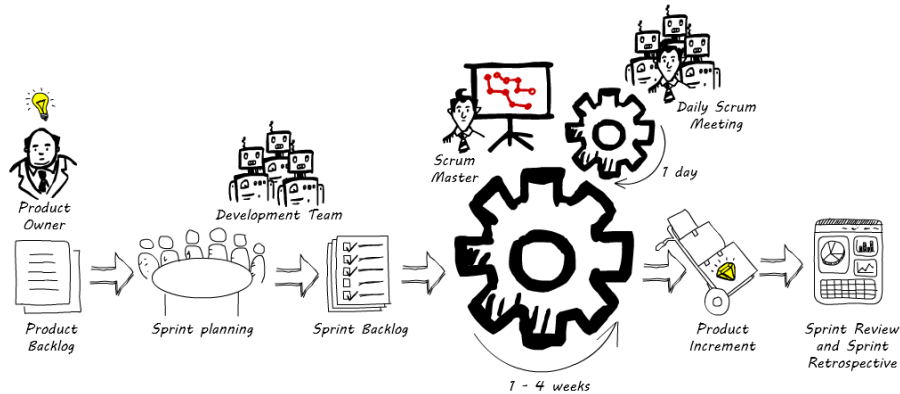 Product
Owner
Development Team
Scrum
Master
Daily Scrum
Meeting
1 day
Product
Backlog
Sprint planning
Sprint Backlog
1 - 4 weeks
Product
Increment
Sprint Review
and Sprint
Retrospective